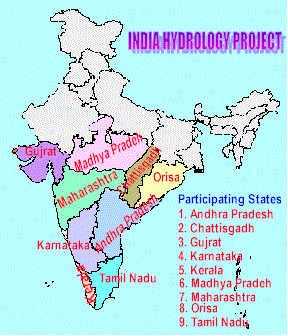 INDIA HYDROLOGY PROJECT
Gujrat
Madhya Pradeh
Chattisgadh
Orisa
Maharashtra
Andhra Pradesh
Karnataka
Kerala
Tamil Nadu
Participating States
1. Andhra Pradesh
2. Chattisgadh
3. Gujrat
4. Karnataka
5. Kerala
6. Madhya Pradeh
7. Maharashtra
8. Orisa
9. Tamil Nadu